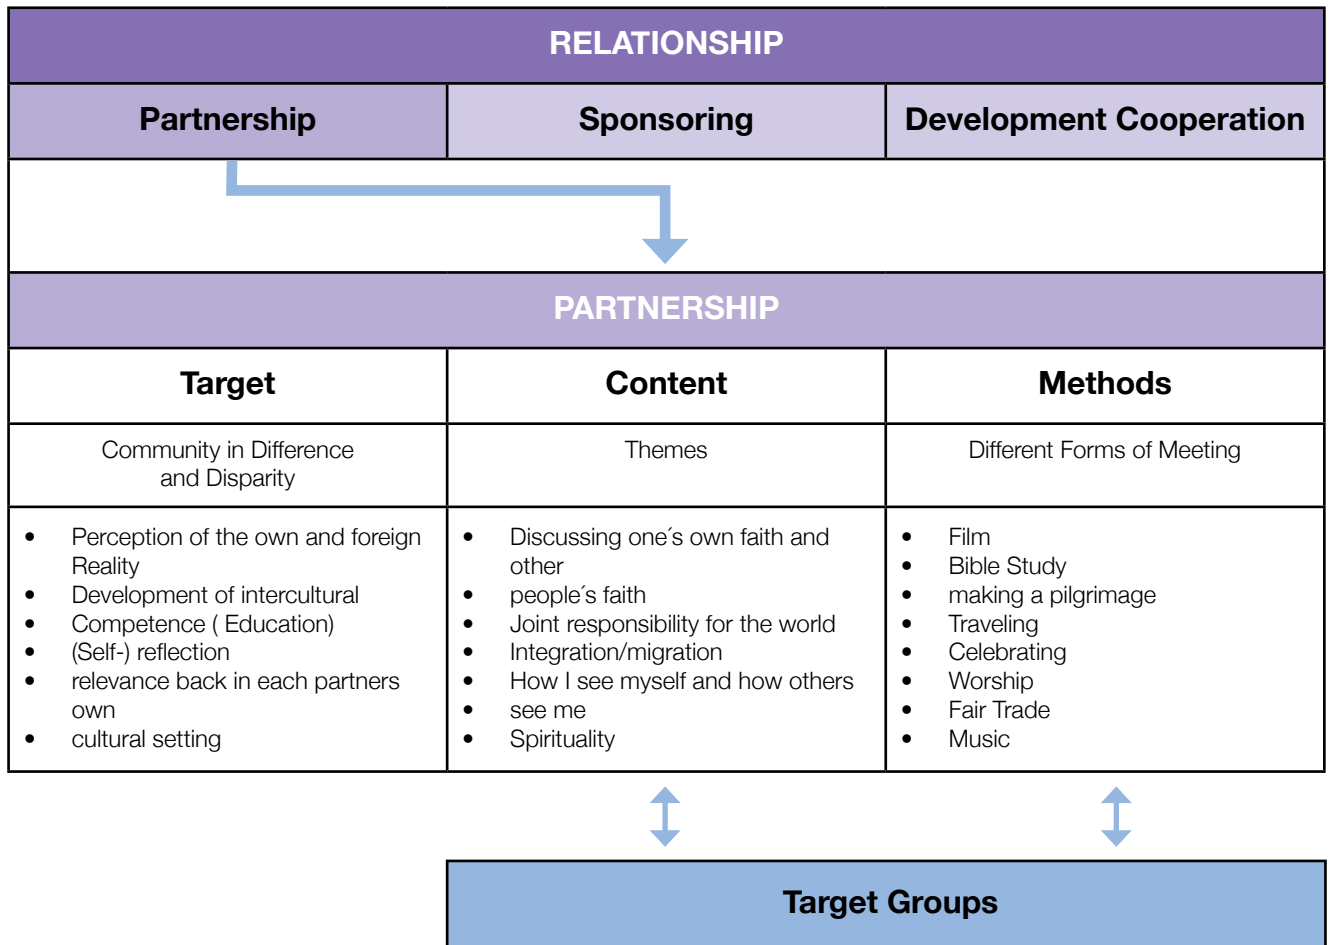 RELATIONSHIP
Partnership
Sponsoring
Development Cooperation
PARTNERSHIP
Target
Content
Methods
Community in Difference
and Disparity
Themes
Different Forms of Meeting
• Perception of the own and foreign
Reality
• Development of intercultural
• Competence ( Education)
• (Self-) reflection
• relevance back in each partners
own
• cultural setting
• Discussing one´s own faith and
other
• people´s faith
• Joint responsibility for the world
• Integration/migration
• How I see myself and how others
• see me
• Spirituality
• Film
• Bible Study
• making a pilgrimage
• Traveling
• Celebrating
• Worship
• Fair Trade
• Music
Target Groups